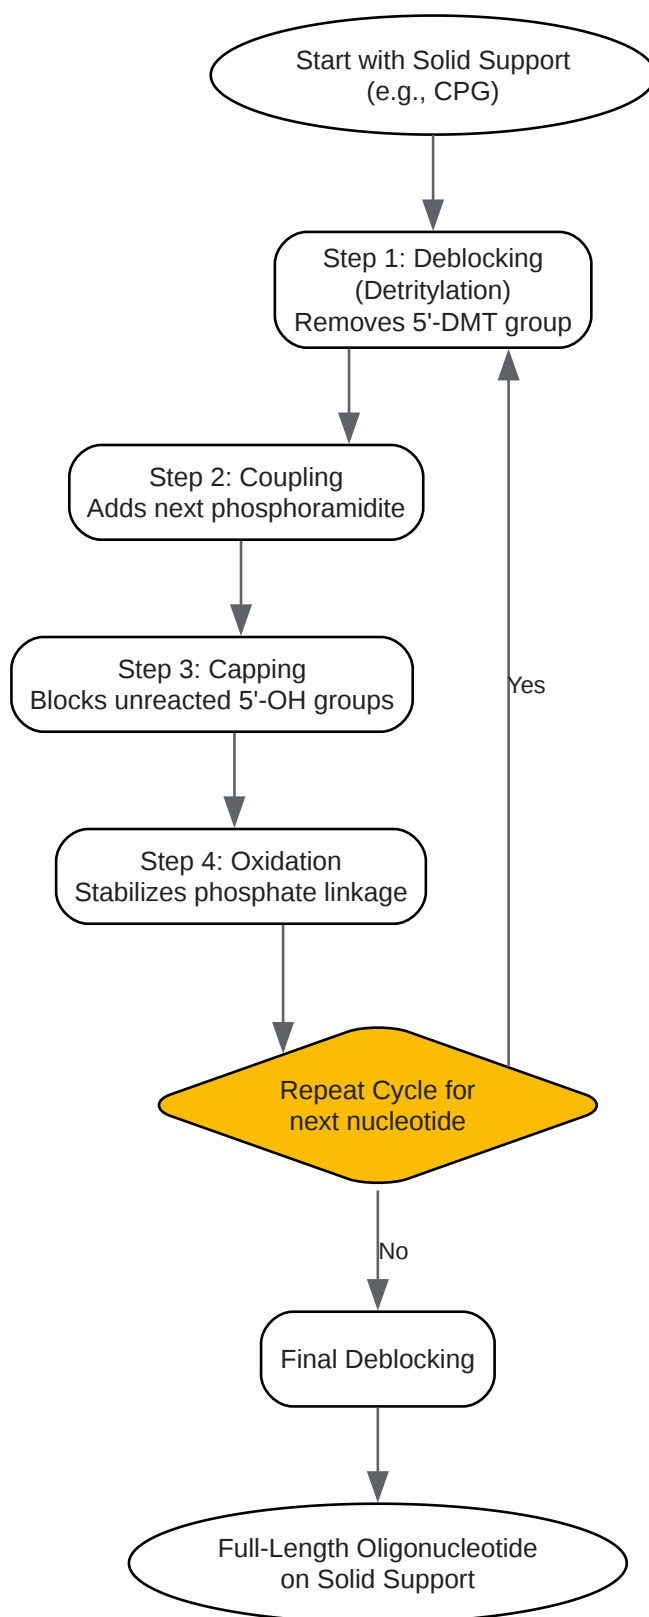 Start with Solid Support
(e.g., CPG)
Step 1: Deblocking
(Detritylation)
Removes 5'-DMT group
Step 2: Coupling
Adds next phosphoramidite
Step 3: Capping
Blocks unreacted 5'-OH groups
Yes
Step 4: Oxidation
Stabilizes phosphate linkage
Repeat Cycle for
next nucleotide
No
Final Deblocking
Full-Length Oligonucleotide
on Solid Support